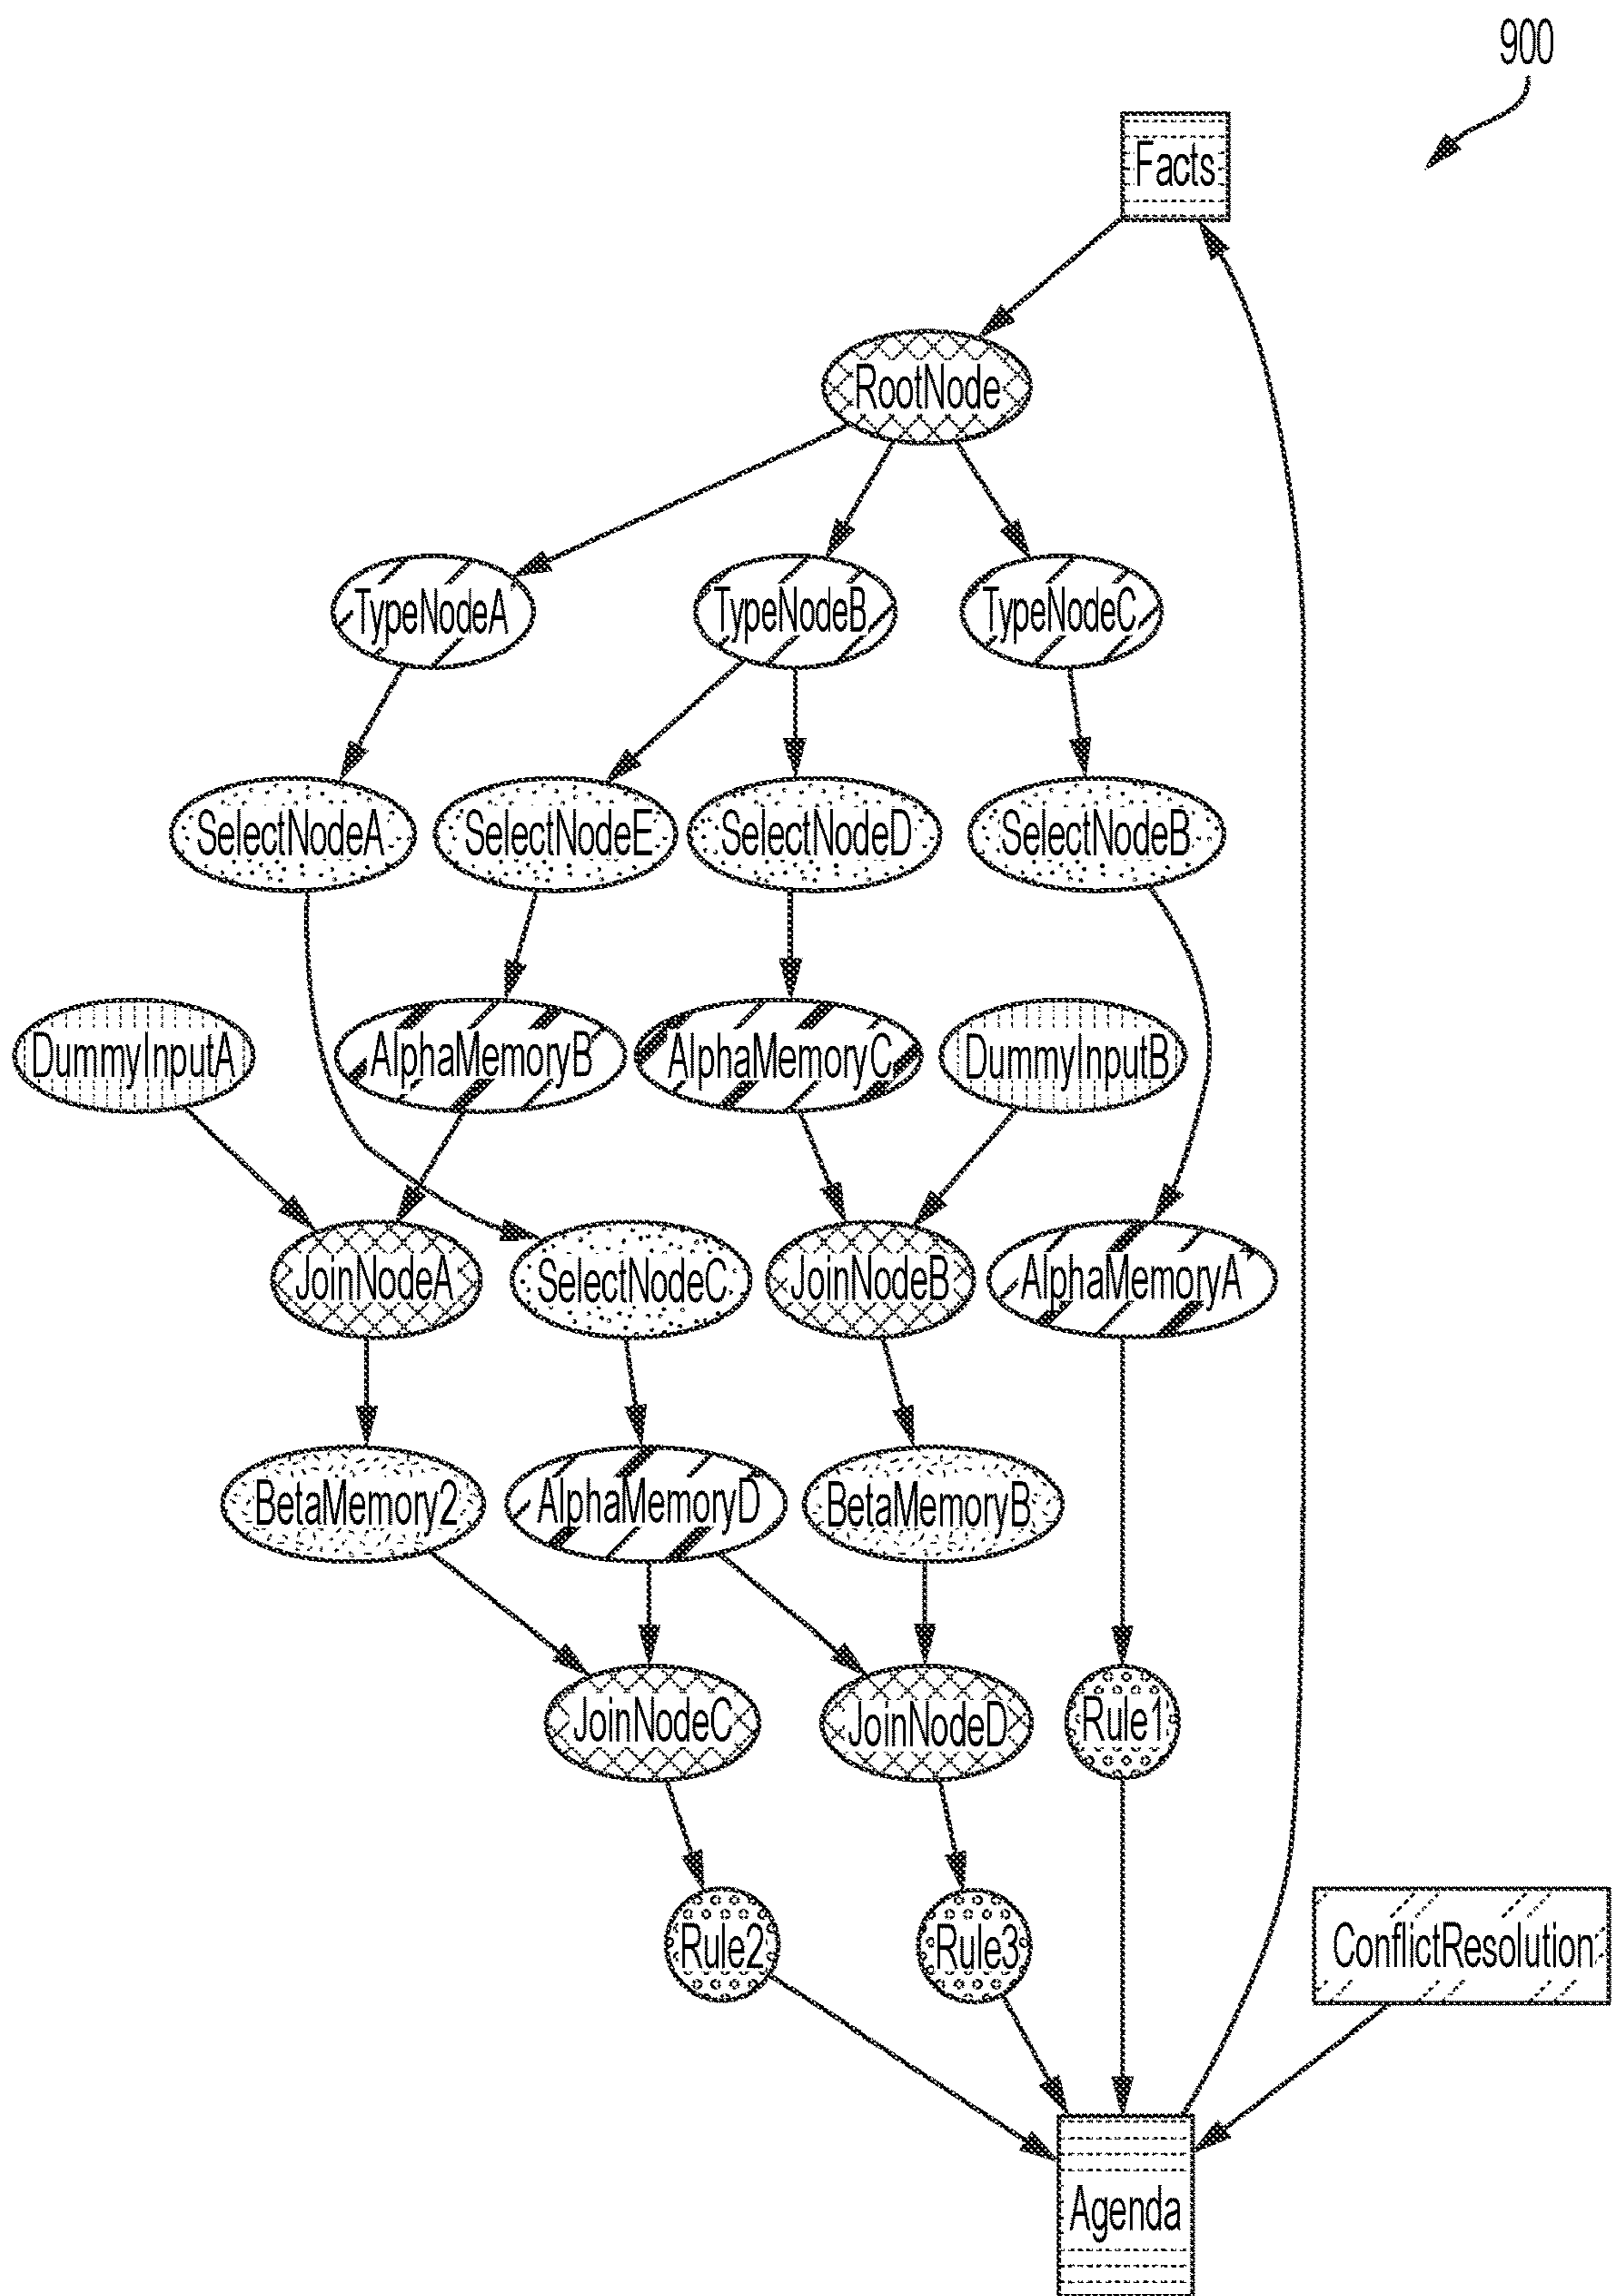 900
Facts
RootNode
TypeNodeA
TypeNodeB
TypeNodeC
SelectNodeA
SelectNodeE
SelectNodeD
SelectNodeB
DummyInputA
AlphaMemoryB
AlphaMemoryC
DummyInputB
JoinNodeA
SelectNodeC
JoinNodeB
AlphaMemoryA
BetaMemory2
AlphaMemoryD
BetaMemoryB
JoinNodeC
JoinNodeD
Rule1
Rule2
Rule3
ConflictResolution
Agenda